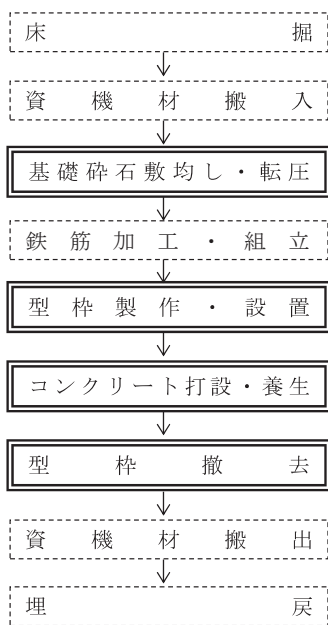 床掘
資機材搬入
基礎砕石敷均し・転圧
鉄筋加工・組立
型枠製作・設置
コンクリート打設・養生
型枠撤去
資機材搬出
埋戻